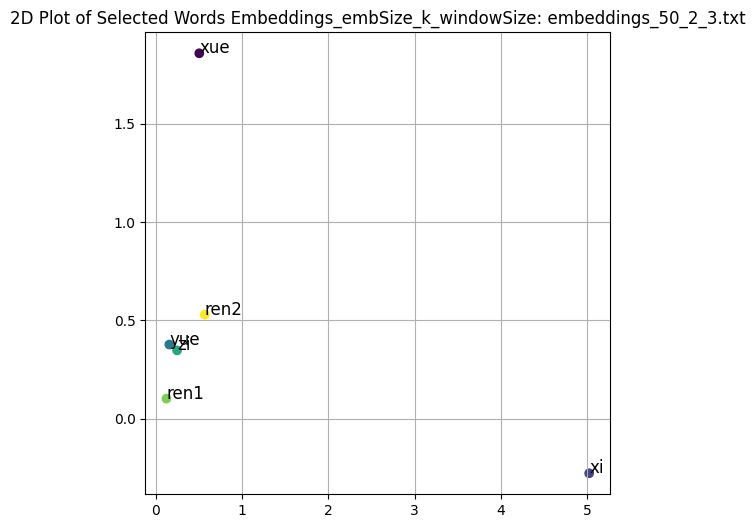 2D Plot of Selected Words Embeddings_embSize_k_windowSize: embeddings_50_2_3.txt
xue
1.5
1.0
ren2
0.5
yue
zi
ren1
0.0
xi
0 1 2 3 4 5